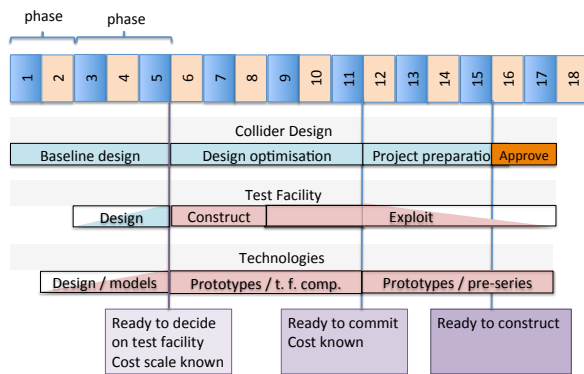 phase phase
1 2 3 4 5 6 7 8 9 10 11 12 13 14 15 16 17 18
Collider Design
Baseline design Design optimisation Project preparatio Approve
Test Facility
Design Construct Exploit
Technologies
Design / models Prototypes / t. f. comp. Prototypes / pre-series
Ready to decide
on test facility
Cost scale known
Ready to commit
Cost known
Ready to construct